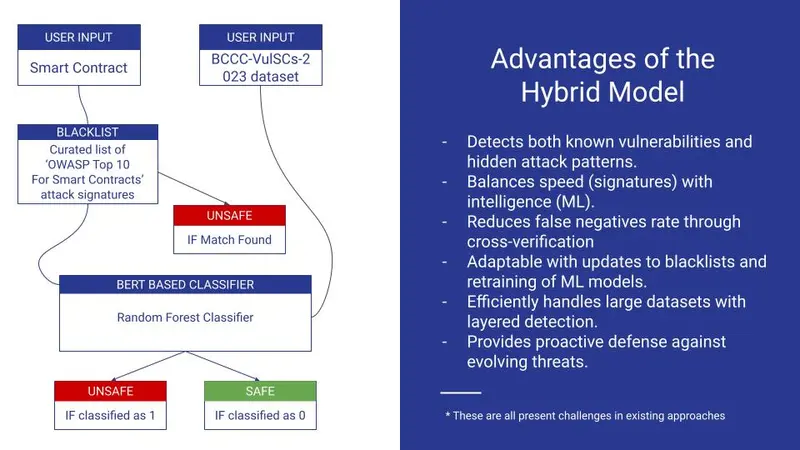 USER INPUT
Smart Contract
USER INPUT
BCCC-VulSCs-2
023 dataset
BLACKLIST
Curated list of
'OWASP Top 10
For Smart Contracts'
attack signatures
UNSAFE
IF Match Found
BERT BASED CLASSIFIER
Random Forest Classifier
UNSAFE
IF classified as 1
SAFE
IF classified as 0
Advantages of the
Hybrid Model
- Detects both known vulnerabilities and
hidden attack patterns.
- Balances speed (signatures) with
intelligence (ML).
- Reduces false negatives rate through
cross-verification
- Adaptable with updates to blacklists and
retraining of ML models.
- Efficiently handles large datasets with
layered detection.
- Provides proactive defense against
evolving threats.
* These are all present challenges in existing approaches